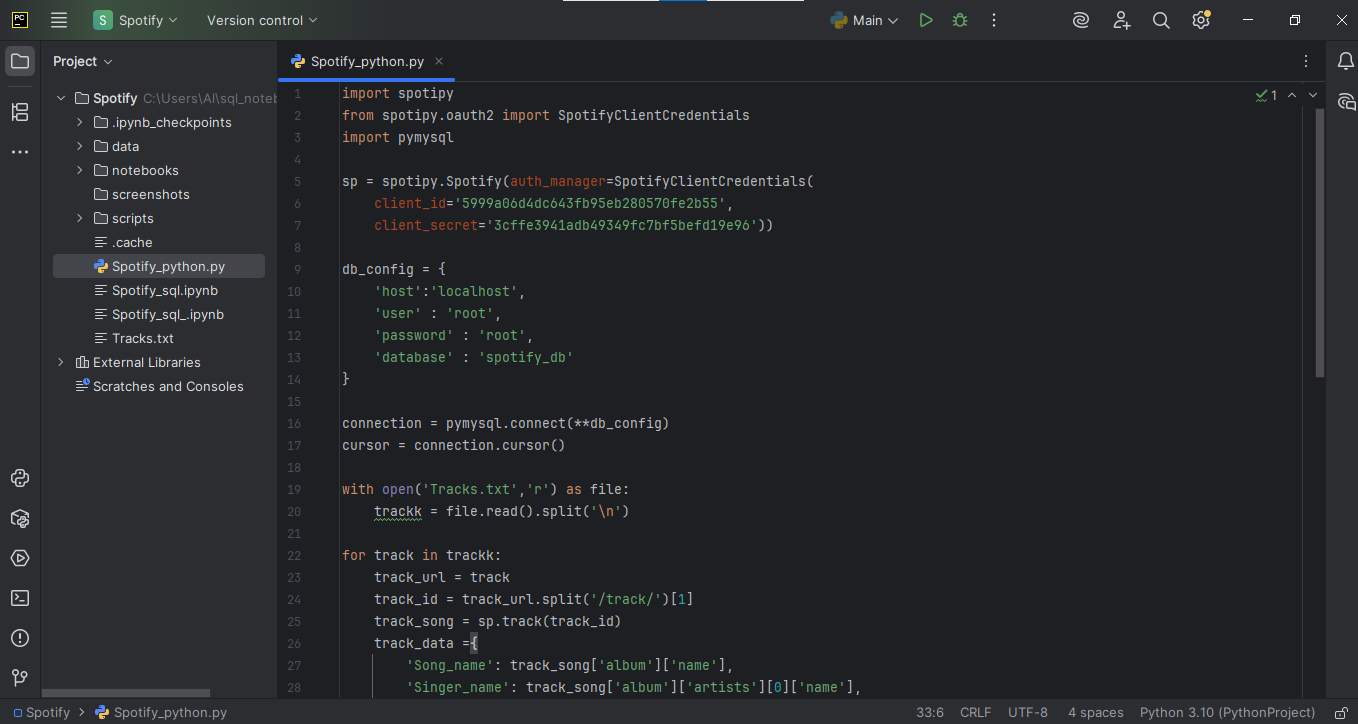 PC
S Spotify Version control Main
Project
Spotify_python.py
Spotify C:\Users\AI\sql_noteb
.ipynb_checkpoints
data
notebooks
screenshots
scripts
.cache
Spotify_python.py
Spotify_sql.ipynb
Spotify_sql_.ipynb
Tracks.txt
External Libraries
Scratches and Consoles
1
1 import spotipy
2 from spotipy.oauth2 import SpotifyClientCredentials
3 import pymysql
4
5 sp = spotipy.Spotify(auth_manager=SpotifyClientCredentials(
6 client_id='5999a06d4dc643fb95eb280570fe2b55',
7 client_secret='3cffe3941adb49349fc7bf5befd19e96'))
8
9 db_config = {
10 'host':'localhost',
11 'user' : 'root',
12 'password' : 'root',
13 'database' : 'spotify_db'
14 }
15
16 connection = pymysql.connect(**db_config)
17 cursor = connection.cursor()
18
19 with open('Tracks.txt','r') as file:
20 trackk = file.read().split('\n')
21
22 for track in trackk:
23 track_url = track
24 track_id = track_url.split('/track/')[1]
25 track_song = sp.track(track_id)
26 track_data ={
27 'Song_name': track_song['album']['name'],
28 'Singer_name': track_song['album']['artists'][0]['name'],
Spotify Spotify_python.py 33:6 CRLF UTF-8 4 spaces Python 3.10 (PythonProject)